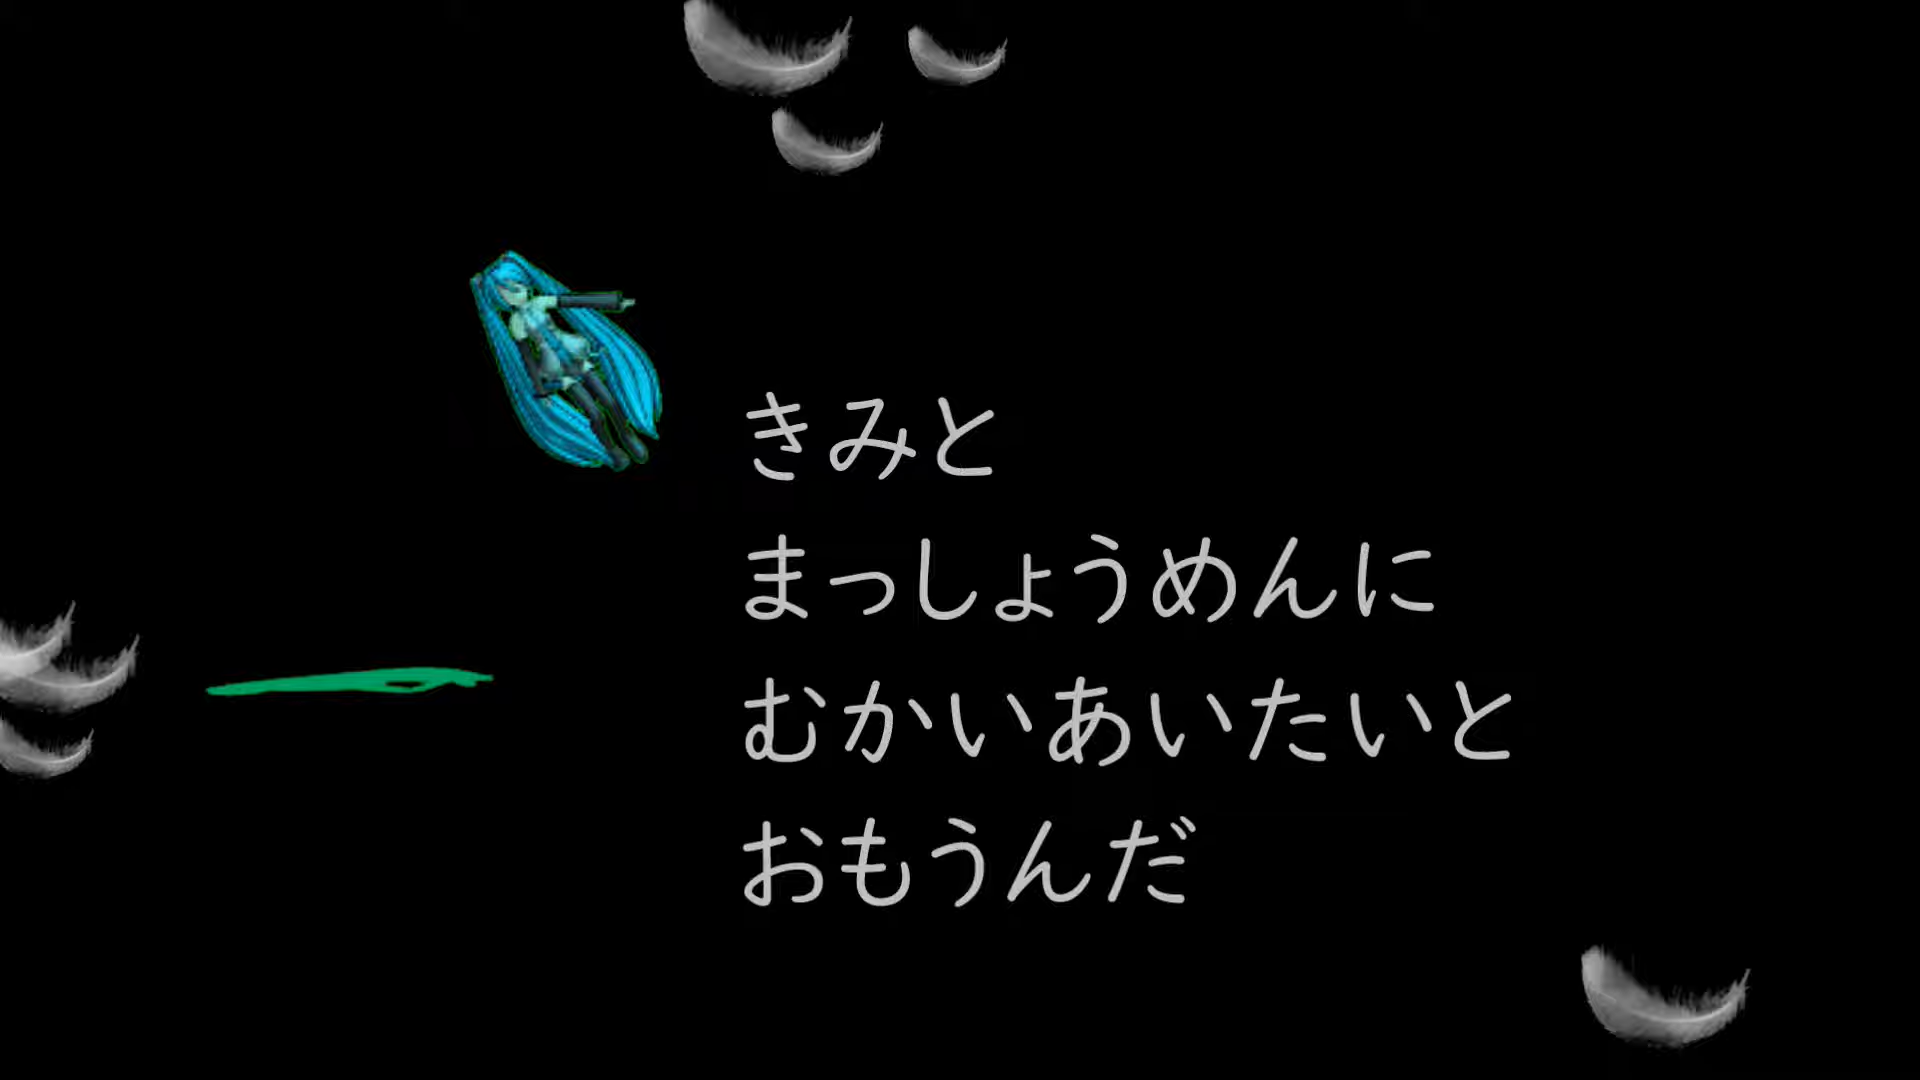 きみと
まっしょうめんに
むかいあいたいと
おもうんだ